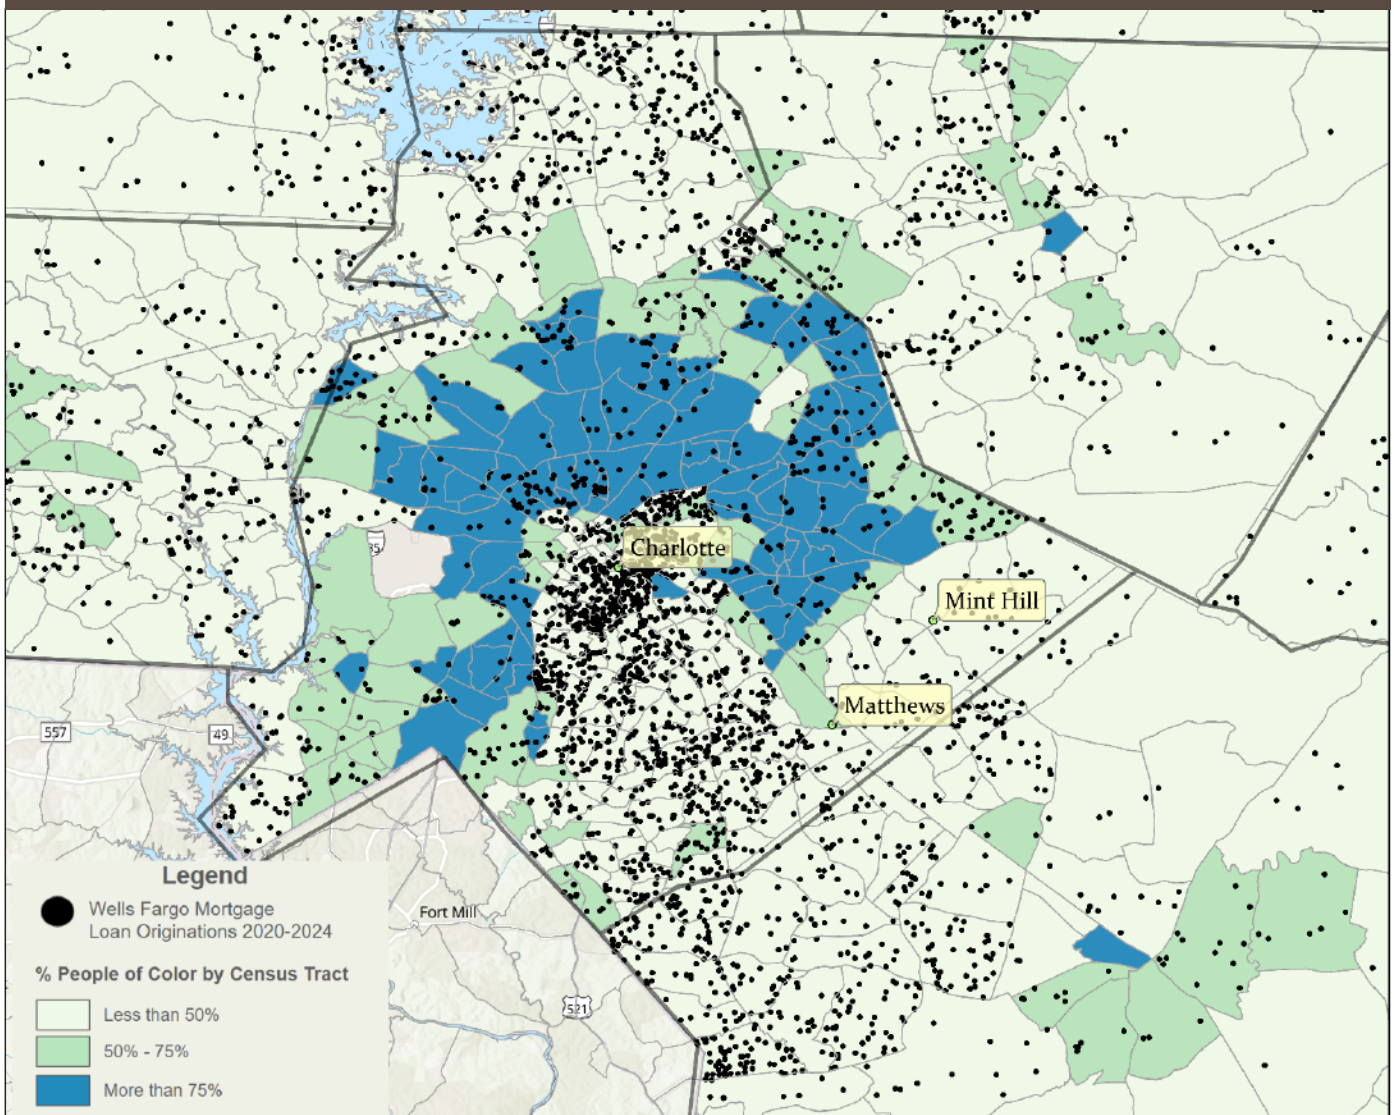 85
Charlotte
Mint Hill
Matthews
557
49
Fort Mill
521
Legend
Wells Fargo Mortgage
Loan Originations 2020-2024
% People of Color by Census Tract
Less than 50%
50% - 75%
More than 75%